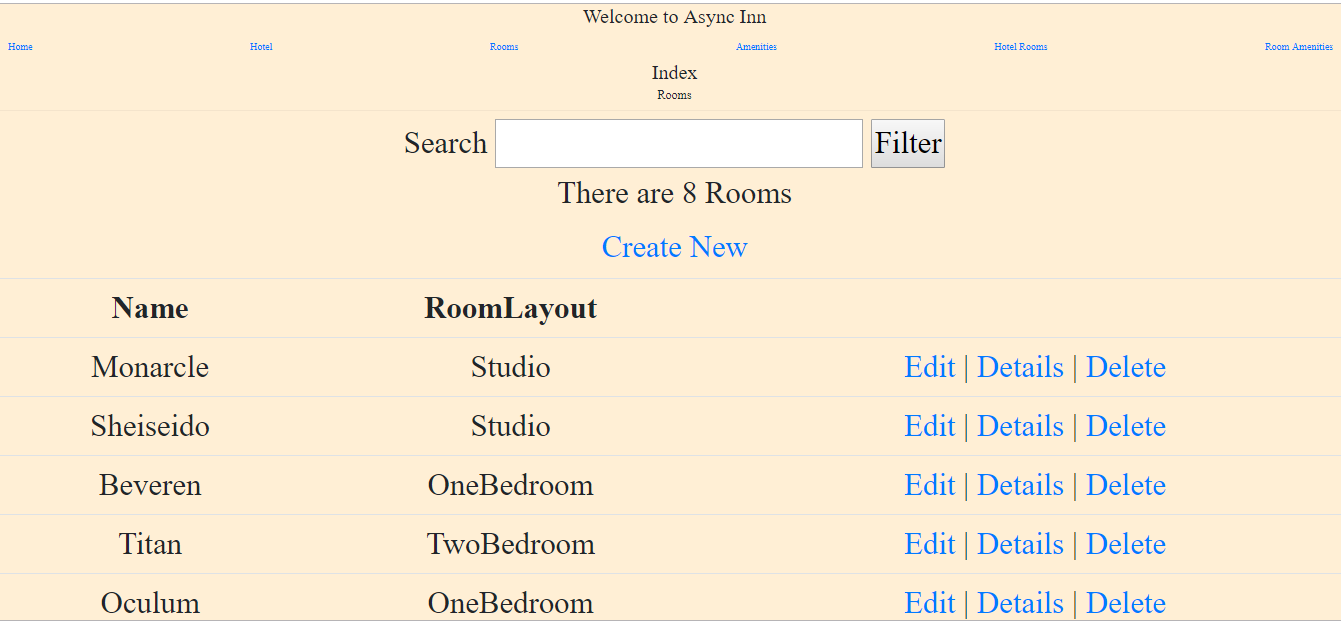 Welcome to Async Inn
Home Hotel Rooms Amenities Hotel Rooms Room Amenities
Index
Rooms
Search Filter
There are 8 Rooms
Create New
Name RoomLayout
Monarcle Studio Edit | Details | Delete
Sheiseido Studio Edit | Details | Delete
Beveren OneBedroom Edit | Details | Delete
Titan TwoBedroom Edit | Details | Delete
Oculum OneBedroom Edit | Details | Delete